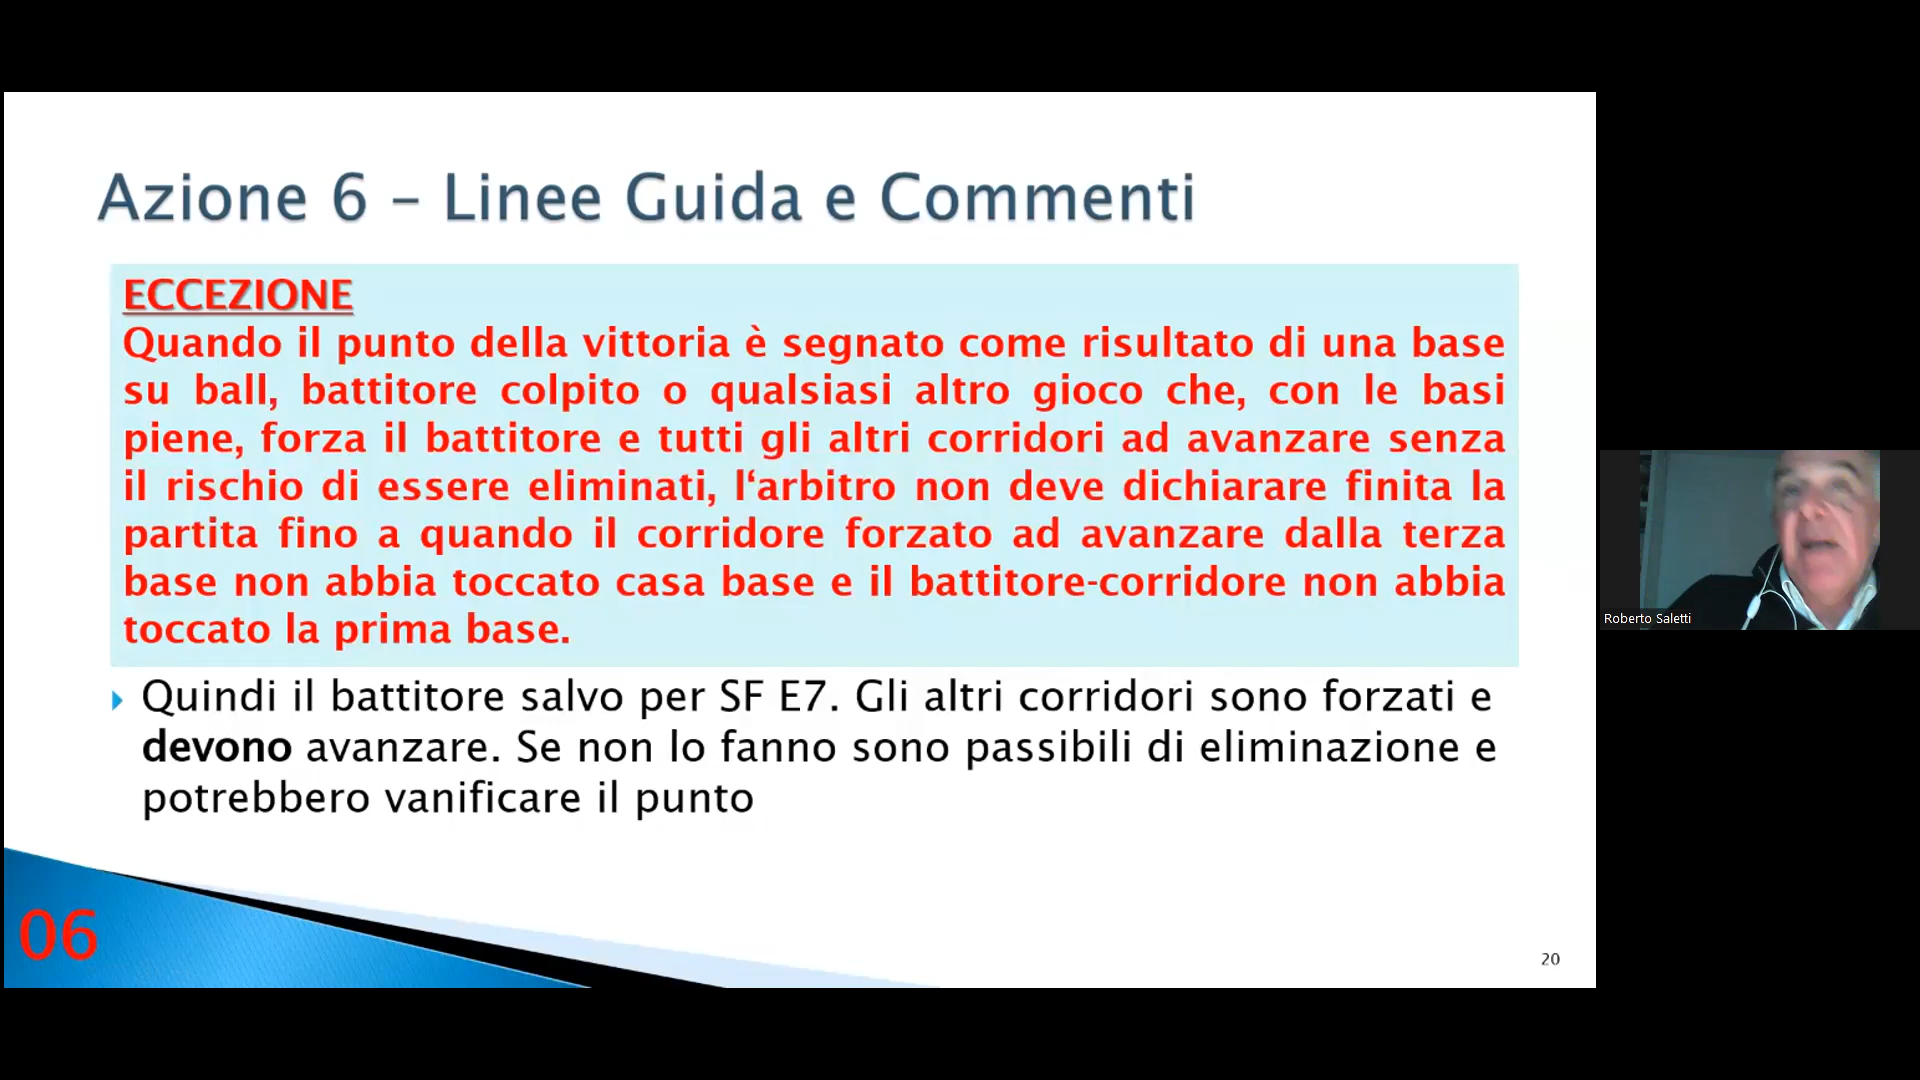 Azione 6 – Linee Guida e Commenti
ECCEZIONE
Quando il punto della vittoria è segnato come risultato di una base
su ball, battitore colpito o qualsiasi altro gioco che, con le basi
piene, forza il battitore e tutti gli altri corridori ad avanzare senza
il rischio di essere eliminati, l‘arbitro non deve dichiarare finita la
partita fino a quando il corridore forzato ad avanzare dalla terza
base non abbia toccato casa base e il battitore-corridore non abbia
toccato la prima base.
Quindi il battitore salvo per SF E7. Gli altri corridori sono forzati e
devono avanzare. Se non lo fanno sono passibili di eliminazione e
potrebbero vanificare il punto
06
20
Roberto Saletti